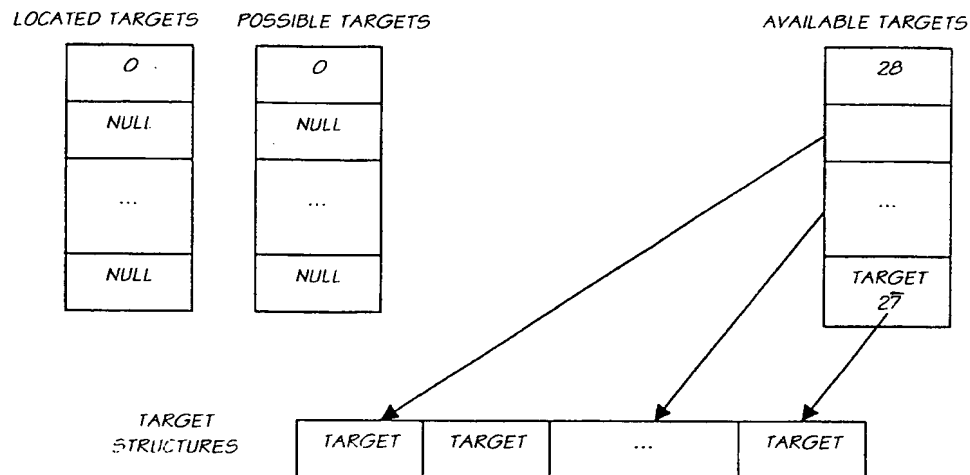 LOCATED TARGETS
POSSIBLE TARGETS
AVAILABLE TARGETS
0
NULL
...
NULL
0
NULL
...
NULL
28
...
TARGET
27
TARGET
STRUCTURES
TARGET
TARGET
...
TARGET